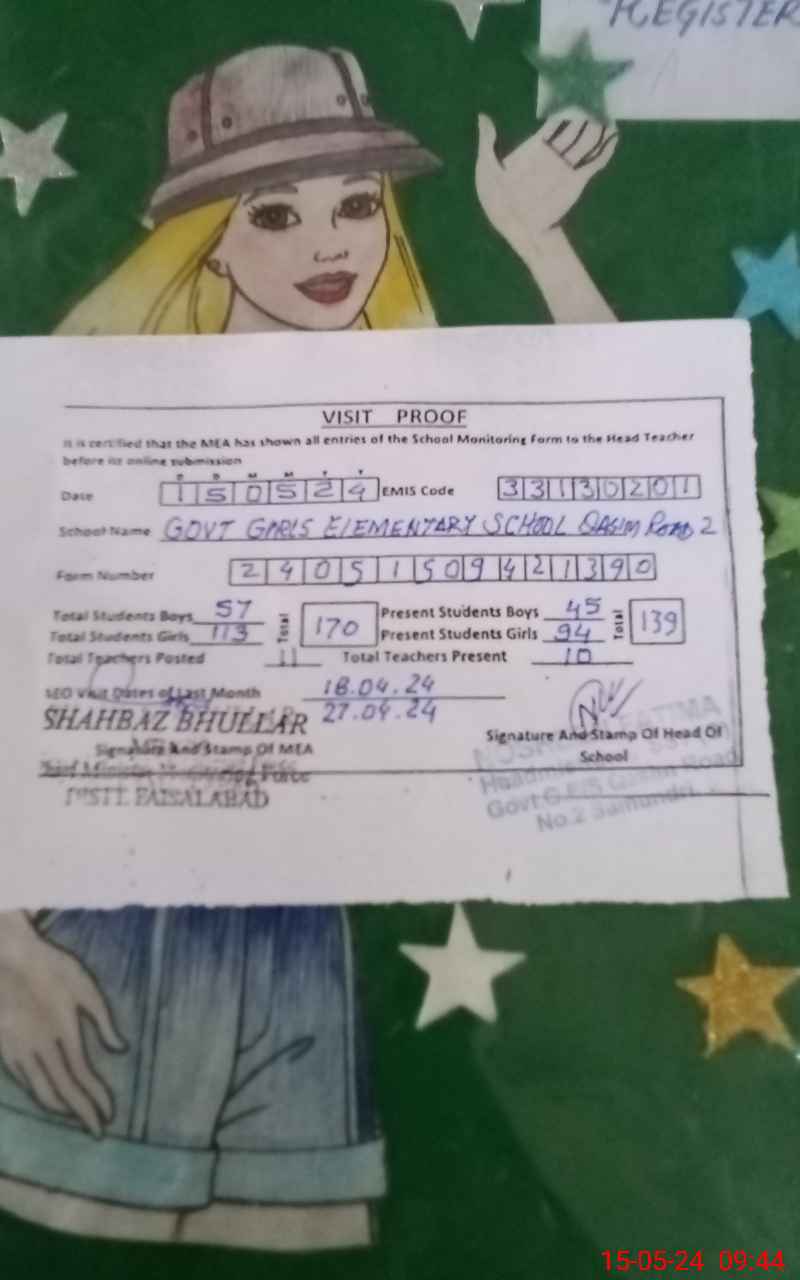 REGISTER
VISIT PROOF
It is certified that the MEA has shown all entries of the School Monitoring Form to the Head Teacher
before its online submission
D D M M Y Y
Date 150524 EMIS Code 33130201
School Name GOVT GIRLS ELEMENTARY SCHOOL QASIM ROAD 2
Form Number 24051509421390
Total Students Boys 57 Total 170 Present Students Boys 45 Total 139
Total Students Girls 113 Present Students Girls 94
Total Teachers Posted 11 Total Teachers Present 10
SEO Visit Dates of Last Month 18.04.24
SHAHBAZ BHULLAR 27.04.24
Signature And Stamp Of MEA Signature And Stamp Of Head Of
School
Chief Minister Monitoring Force
DISTT. FAISALABAD
FATIMA
Govt. G.E/S Qasim Road
No.2 Samundri
15-05-24 09:44